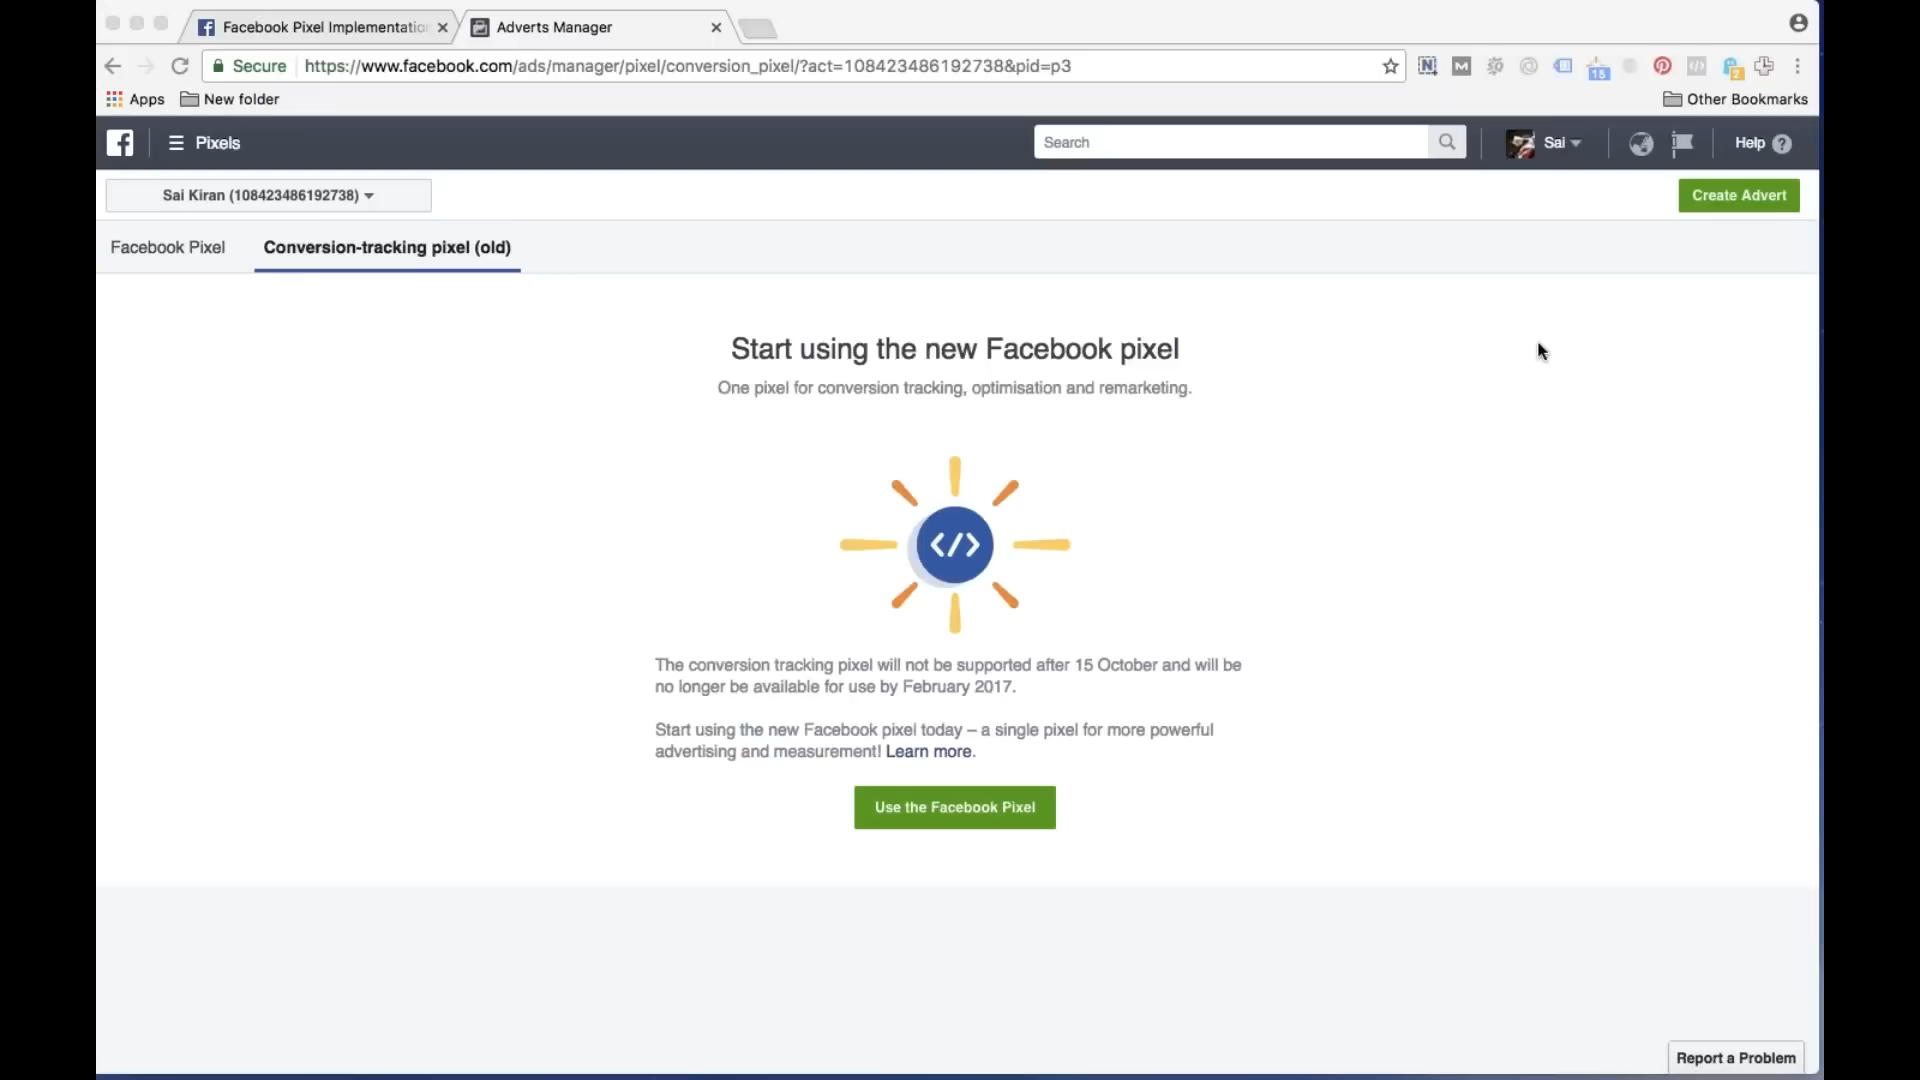 Facebook Pixel Implementatio
Adverts Manager
Secure
https://www.facebook.com/ads/manager/pixel/conversion_pixel/?act=108423486192738&pid=p3
15
2
Apps
New folder
Other Bookmarks
Pixels
Search
Sai
Help
Sai Kiran (108423486192738)
Create Advert
Facebook Pixel
Conversion-tracking pixel (old)
Start using the new Facebook pixel
One pixel for conversion tracking, optimisation and remarketing.
</>
The conversion tracking pixel will not be supported after 15 October and will be
no longer be available for use by February 2017.
Start using the new Facebook pixel today – a single pixel for more powerful
advertising and measurement! Learn more.
Use the Facebook Pixel
Report a Problem